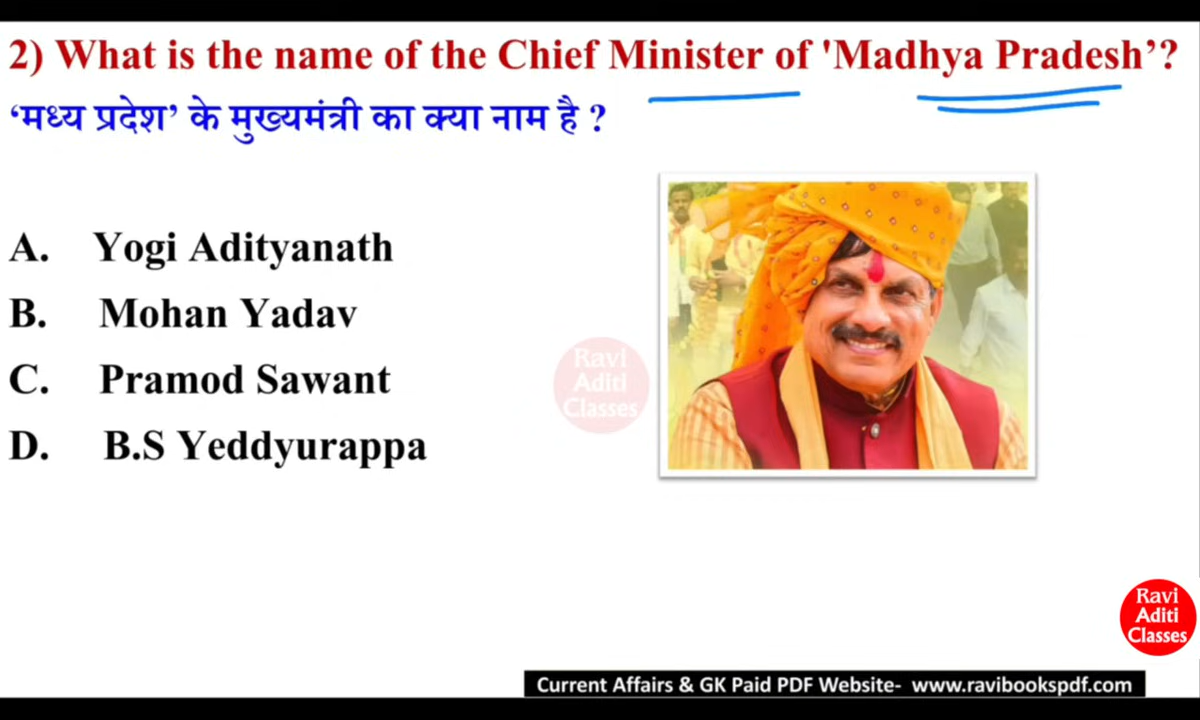 2) What is the name of the Chief Minister of 'Madhya Pradesh’?
‘मध्य प्रदेश’ के मुख्यमंत्री का क्या नाम है ?
A. Yogi Adityanath
B. Mohan Yadav
C. Pramod Sawant
D. B.S Yeddyurappa
Ravi
Aditi
Classes
Ravi
Aditi
Classes
Current Affairs & GK Paid PDF Website- www.ravibookspdf.com